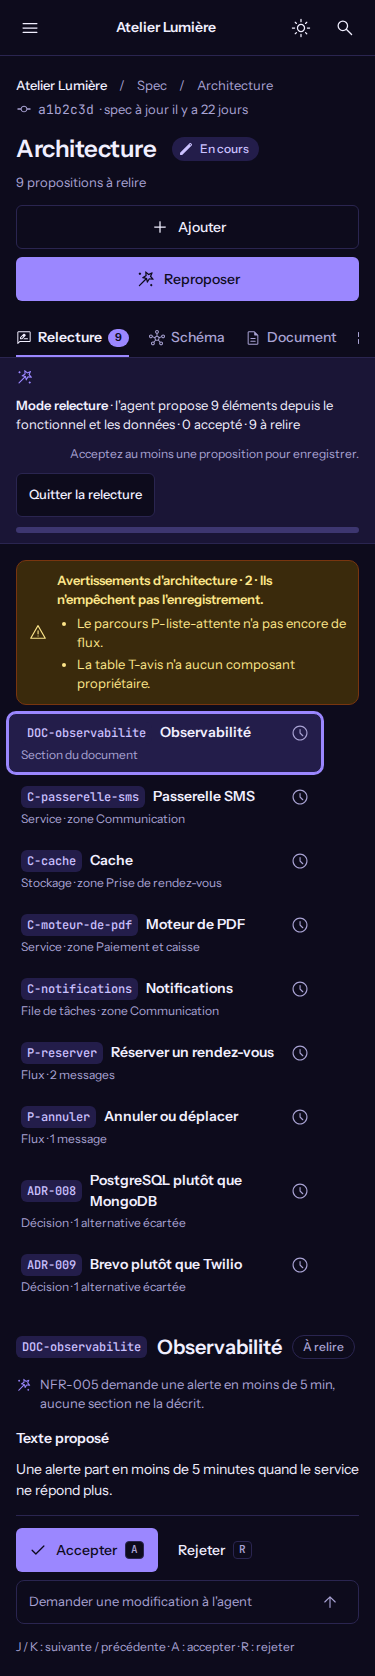 Atelier Lumière
Atelier Lumière / Spec / Architecture
a1b2c3d · spec à jour il y a 22 jours
Architecture En cours
9 propositions à relire
Ajouter
Reproposer
Relecture 9 Schéma Document
Mode relecture · l'agent propose 9 éléments depuis le
fonctionnel et les données · 0 accepté · 9 à relire
Acceptez au moins une proposition pour enregistrer.
Quitter la relecture
Avertissements d'architecture · 2 · Ils
n'empêchent pas l'enregistrement.
• Le parcours P-liste-attente n'a pas encore de
flux.
• La table T-avis n'a aucun composant
propriétaire.
DOC-observabilite Observabilité
Section du document
C-passerelle-sms Passerelle SMS
Service · zone Communication
C-cache Cache
Stockage · zone Prise de rendez-vous
C-moteur-de-pdf Moteur de PDF
Service · zone Paiement et caisse
C-notifications Notifications
File de tâches · zone Communication
P-reserver Réserver un rendez-vous
Flux · 2 messages
P-annuler Annuler ou déplacer
Flux · 1 message
ADR-008 PostgreSQL plutôt que
MongoDB
Décision · 1 alternative écartée
ADR-009 Brevo plutôt que Twilio
Décision · 1 alternative écartée
DOC-observabilite Observabilité À relire
NFR-005 demande une alerte en moins de 5 min,
aucune section ne la décrit.
Texte proposé
Une alerte part en moins de 5 minutes quand le service
ne répond plus.
Accepter A Rejeter R
Demander une modification à l'agent
J / K : suivante / précédente · A : accepter · R : rejeter